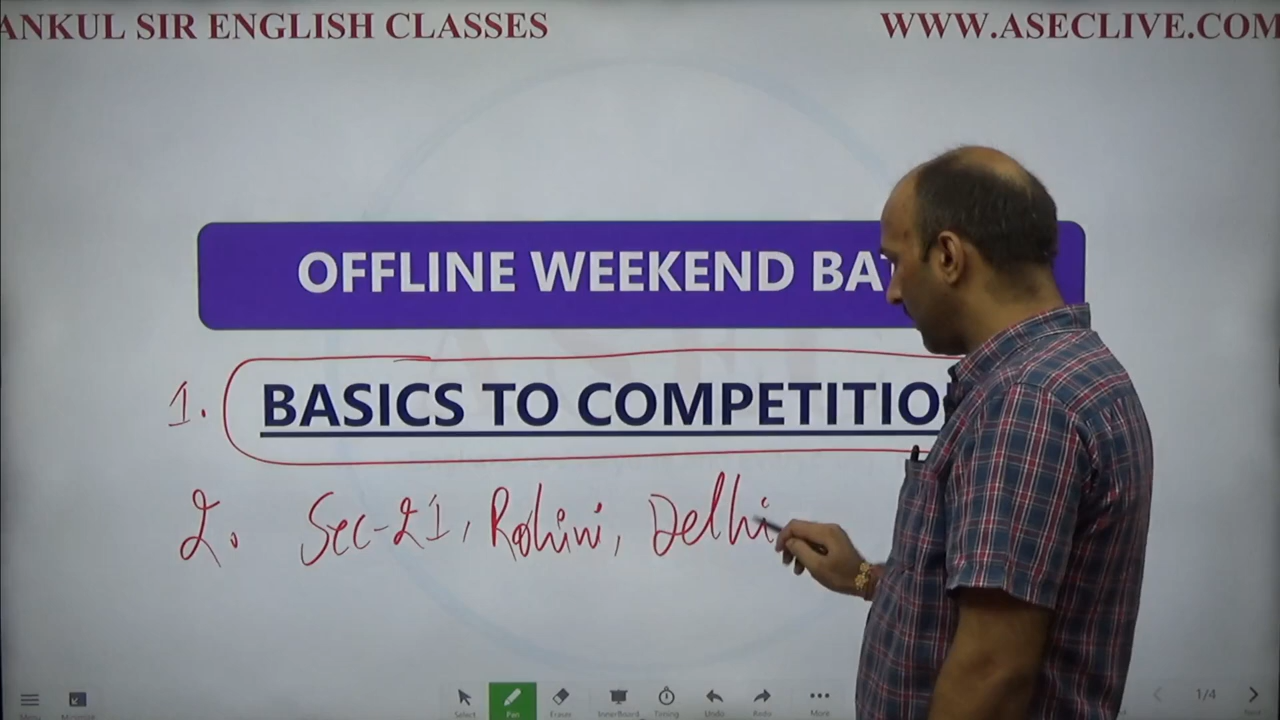 ANKUL SIR ENGLISH CLASSES
WWW.ASECLIVE.COM
OFFLINE WEEKEND BAT
1. BASICS TO COMPETITIO
2. Sec-21, Rohini, Delhi
Select Pen Erase InnerBoard Timing Undo Redo More 1/4